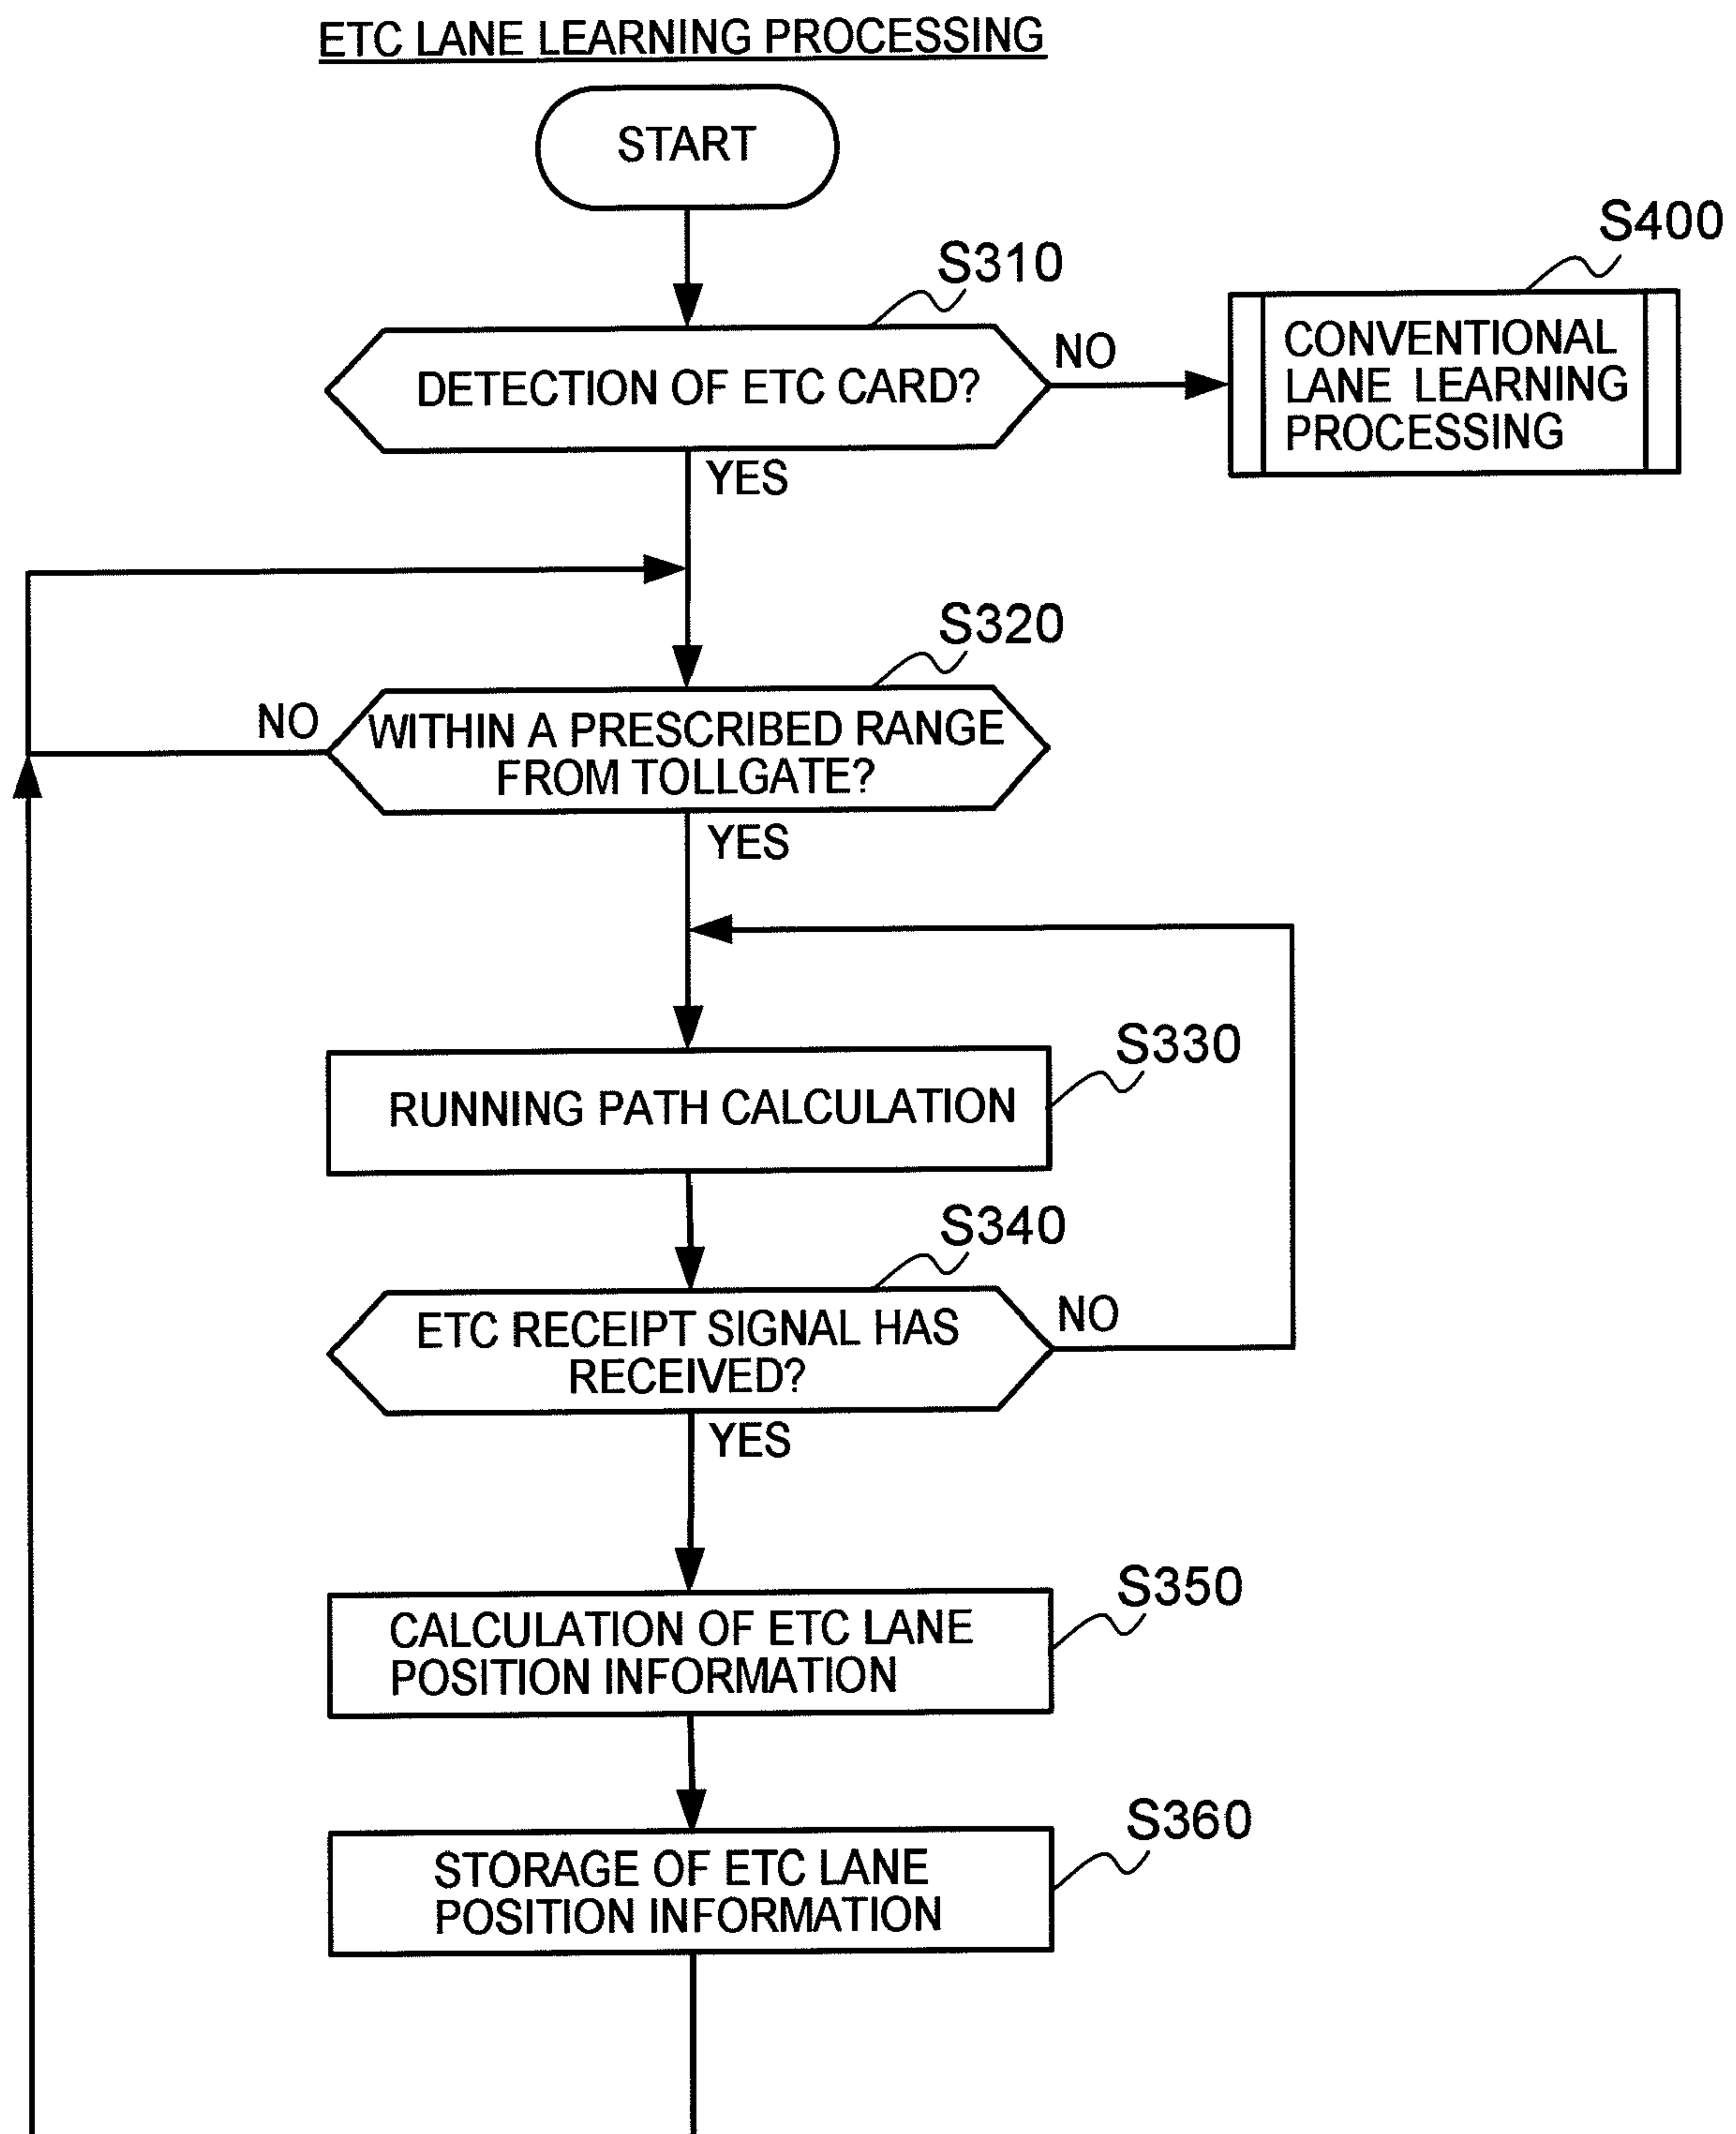 ETC LANE LEARNING PROCESSING
START
S310
S400
DETECTION OF ETC CARD?
NO
CONVENTIONAL
LANE LEARNING
PROCESSING
YES
S320
NO
WITHIN A PRESCRIBED RANGE
FROM TOLLGATE?
YES
S330
RUNNING PATH CALCULATION
S340
ETC RECEIPT SIGNAL HAS
RECEIVED?
NO
YES
S350
CALCULATION OF ETC LANE
POSITION INFORMATION
S360
STORAGE OF ETC LANE
POSITION INFORMATION